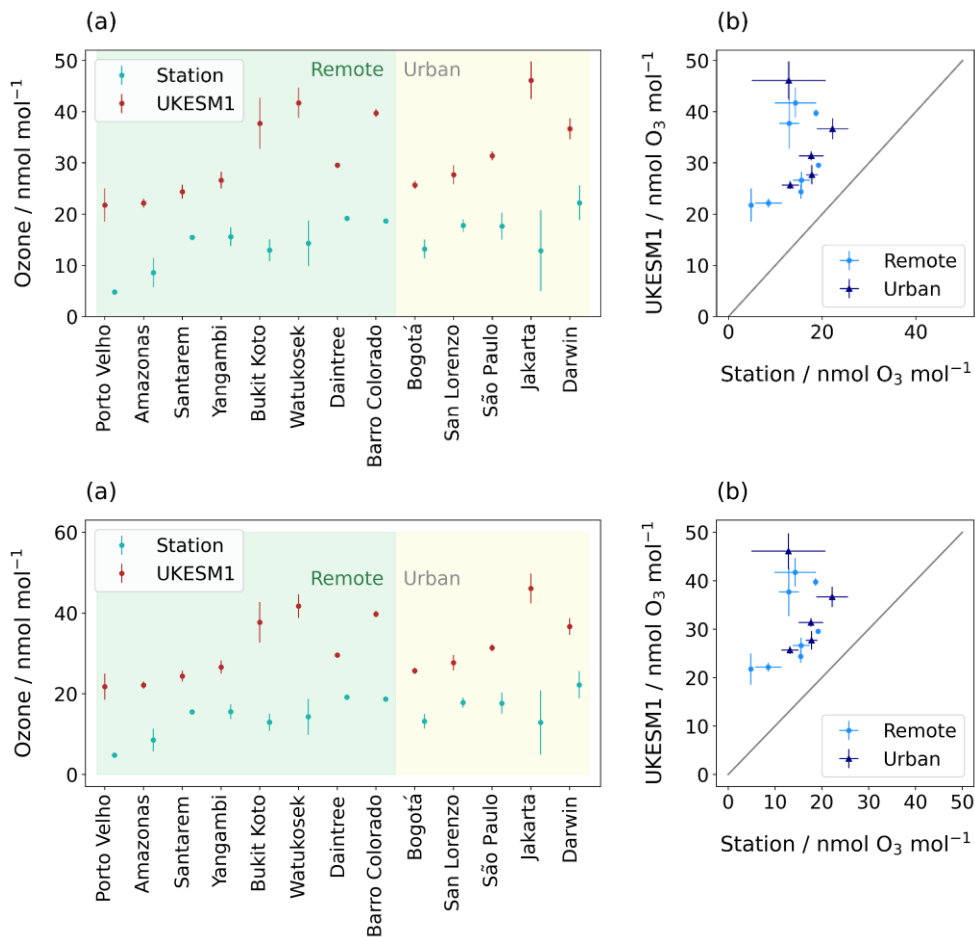 (a)
Ozone / nmol mol⁻¹
50
40
30
20
10
0
Station
UKESM1
Remote
Urban
Porto Velho
Amazonas
Santarem
Yangambi
Bukit Koto
Watukosek
Daintree
Barro Colorado
Bogotá
San Lorenzo
São Paulo
Jakarta
Darwin
(b)
UKESM1 / nmol O₃ mol⁻¹
50
40
30
20
10
0
Remote
Urban
0 20 40
Station / nmol O₃ mol⁻¹
(a)
Ozone / nmol mol⁻¹
60
40
20
0
Station
UKESM1
Remote
Urban
Porto Velho
Amazonas
Santarem
Yangambi
Bukit Koto
Watukosek
Daintree
Barro Colorado
Bogotá
San Lorenzo
São Paulo
Jakarta
Darwin
(b)
UKESM1 / nmol O₃ mol⁻¹
50
40
30
20
10
0
Remote
Urban
0 10 20 30 40 50
Station / nmol O₃ mol⁻¹